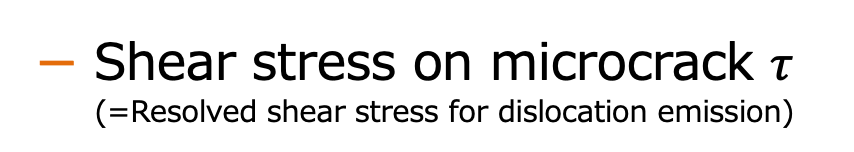 – Shear stress on microcrack τ
(=Resolved shear stress for dislocation emission)